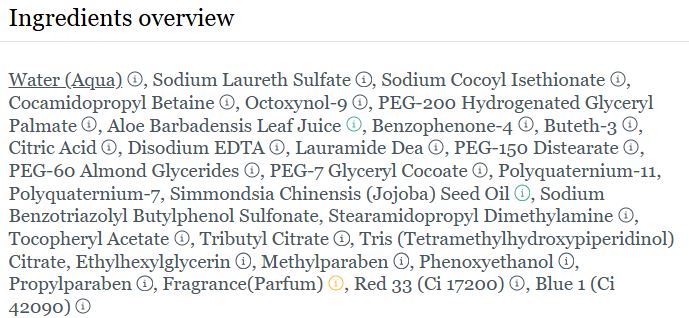 Ingredients overview
Water (Aqua) ⓘ, Sodium Laureth Sulfate ⓘ, Sodium Cocoyl Isethionate ⓘ,
Cocamidopropyl Betaine ⓘ, Octoxynol-9 ⓘ, PEG-200 Hydrogenated Glyceryl
Palmate ⓘ, Aloe Barbadensis Leaf Juice ⓘ, Benzophenone-4 ⓘ, Buteth-3 ⓘ,
Citric Acid ⓘ, Disodium EDTA ⓘ, Lauramide Dea ⓘ, PEG-150 Distearate ⓘ,
PEG-60 Almond Glycerides ⓘ, PEG-7 Glyceryl Cocoate ⓘ, Polyquaternium-11,
Polyquaternium-7, Simmondsia Chinensis (Jojoba) Seed Oil ⓘ, Sodium
Benzotriazolyl Butylphenol Sulfonate, Stearamidopropyl Dimethylamine ⓘ,
Tocopheryl Acetate ⓘ, Tributyl Citrate ⓘ, Tris (Tetramethylhydroxypiperidinol)
Citrate, Ethylhexylglycerin ⓘ, Methylparaben ⓘ, Phenoxyethanol ⓘ,
Propylparaben ⓘ, Fragrance(Parfum) ⓘ, Red 33 (Ci 17200) ⓘ, Blue 1 (Ci
42090) ⓘ